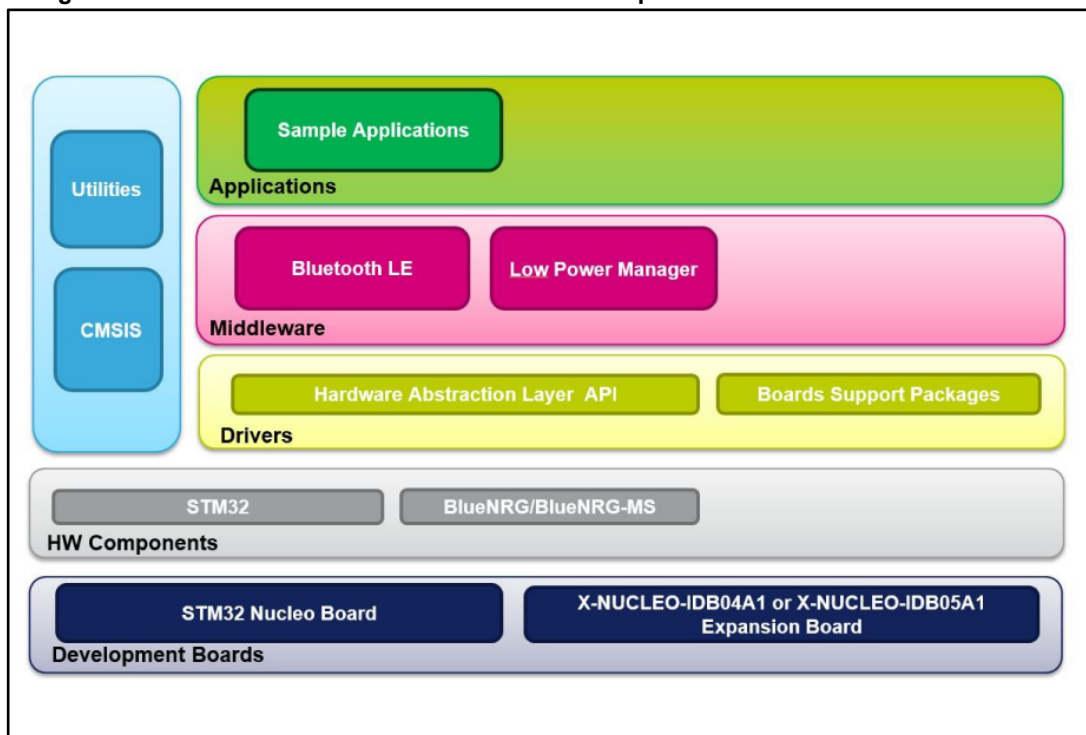 Utilities
CMSIS
Sample Applications
Applications
Bluetooth LE
Low Power Manager
Middleware
Hardware Abstraction Layer API
Boards Support Packages
Drivers
STM32
BlueNRG/BlueNRG-MS
HW Components
STM32 Nucleo Board
X-NUCLEO-IDB04A1 or X-NUCLEO-IDB05A1
Expansion Board
Development Boards